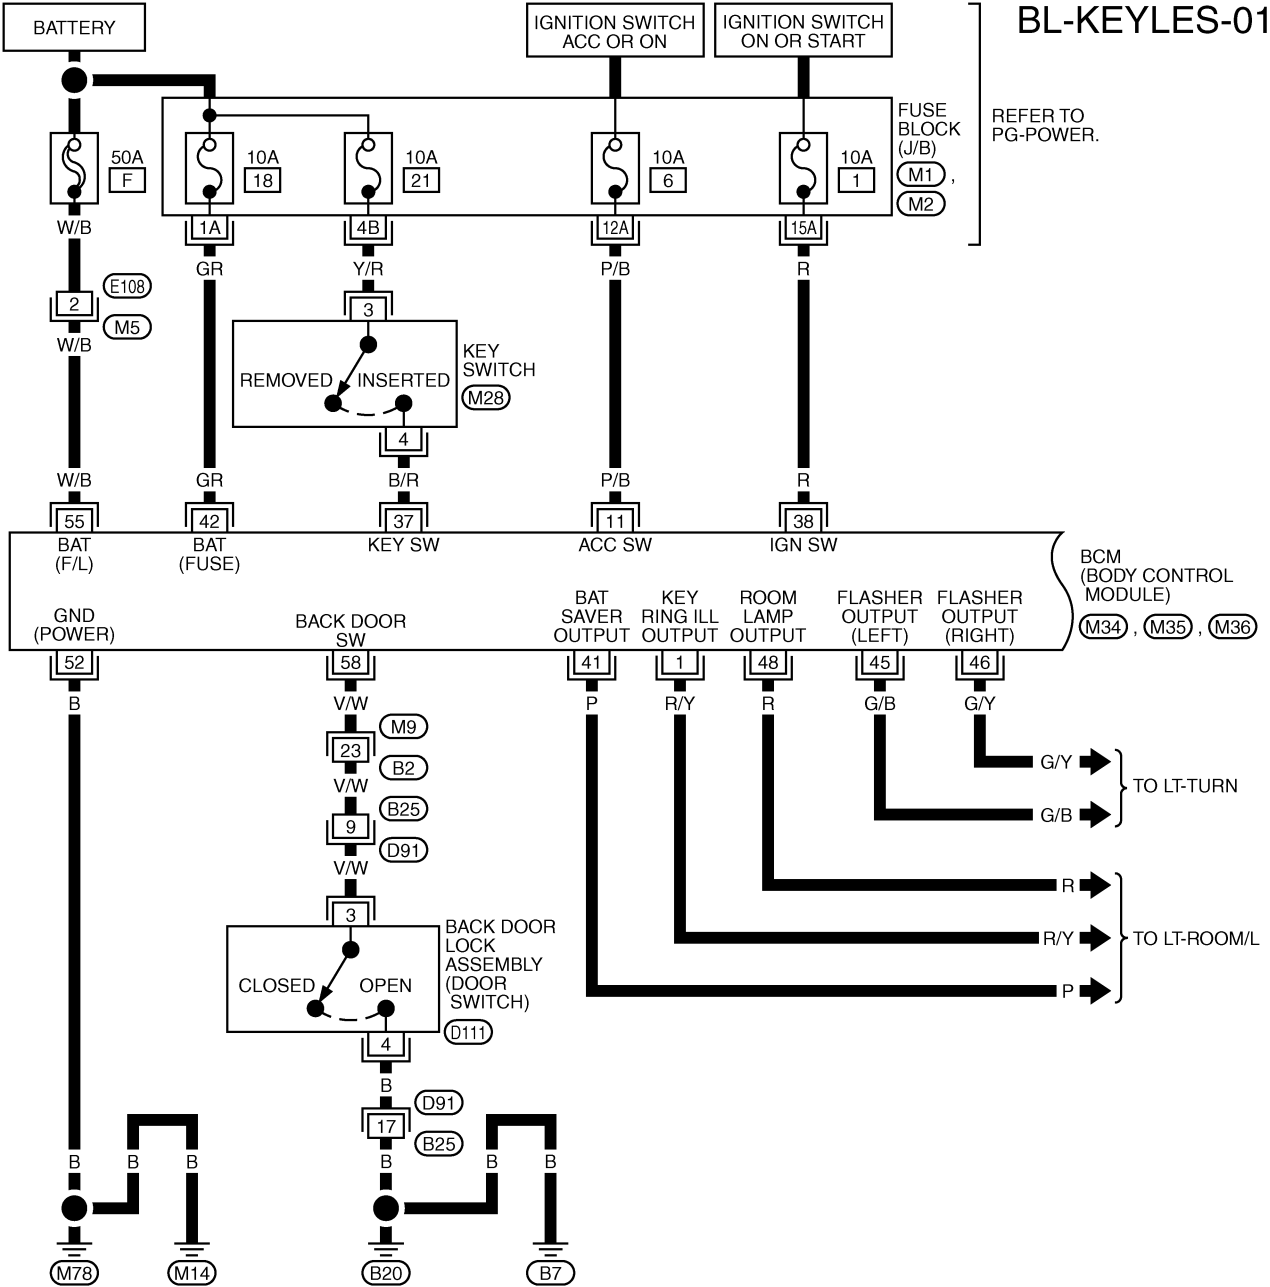 BL-KEYLES-01
BATTERY
IGNITION SWITCH
ACC OR ON
IGNITION SWITCH
ON OR START
REFER TO
PG-POWER.
FUSE
BLOCK
(J/B)
M1 ,
M2
50A
F
10A
18
10A
21
10A
6
10A
1
W/B
1A
4B
12A
15A
GR
Y/R
P/B
R
2
E108
M5
W/B
3
KEY
SWITCH
M28
REMOVED
INSERTED
4
W/B
GR
B/R
P/B
R
55
42
37
11
38
BAT
(F/L)
BAT
(FUSE)
KEY SW
ACC SW
IGN SW
BCM
(BODY CONTROL
MODULE)
M34 , M35 , M36
GND
(POWER)
BACK DOOR
SW
BAT
SAVER
OUTPUT
KEY
RING ILL
OUTPUT
ROOM
LAMP
OUTPUT
FLASHER
OUTPUT
(LEFT)
FLASHER
OUTPUT
(RIGHT)
52
58
41
1
48
45
46
B
V/W
P
R/Y
R
G/B
G/Y
M9
23
B2
V/W
B25
9
D91
V/W
G/Y
G/B
TO LT-TURN
R
R/Y
P
TO LT-ROOM/L
3
BACK DOOR
LOCK
ASSEMBLY
(DOOR
SWITCH)
D111
CLOSED
OPEN
4
B
D91
17
B25
B
B
B
B
B
B
M78
M14
B20
B7